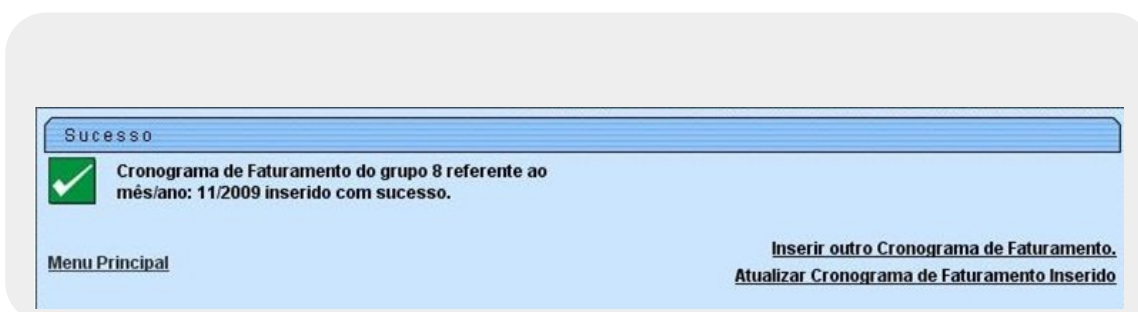 Sucesso
Cronograma de Faturamento do grupo 8 referente ao
mês/ano: 11/2009 inserido com sucesso.
Inserir outro Cronograma de Faturamento.
Menu Principal
Atualizar Cronograma de Faturamento Inserido